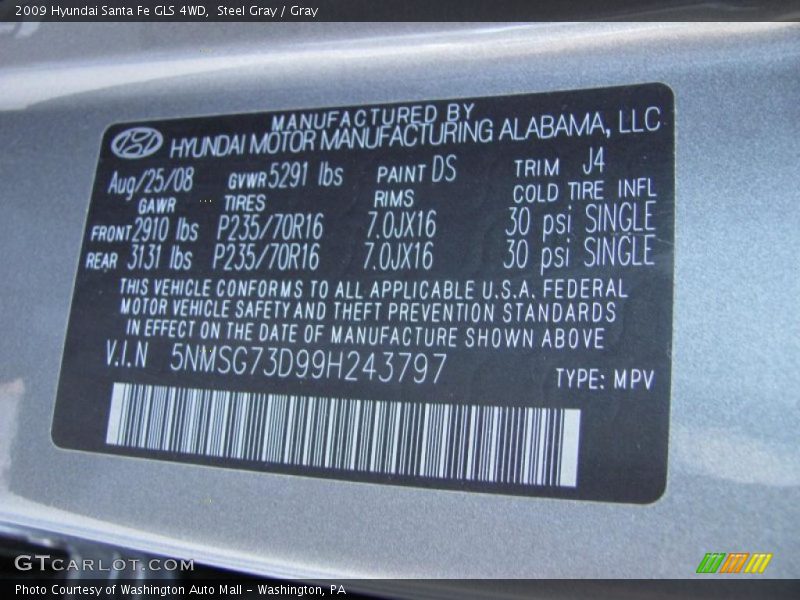 2009 Hyundai Santa Fe GLS 4WD,  Steel Gray / Gray
MANUFACTURED BY
HYUNDAI MOTOR MANUFACTURING ALABAMA, LLC
Aug/25/08 GVWR 5291 lbs PAINT DS TRIM J4
GAWR TIRES RIMS COLD TIRE INFL
FRONT 2910 lbs P235/70R16 7.0JX16 30 psi SINGLE
REAR 3131 lbs P235/70R16 7.0JX16 30 psi SINGLE
THIS VEHICLE CONFORMS TO ALL APPLICABLE U.S.A. FEDERAL
MOTOR VEHICLE SAFETY AND THEFT PREVENTION STANDARDS
IN EFFECT ON THE DATE OF MANUFACTURE SHOWN ABOVE
V.I.N 5NMSG73D99H243797
TYPE: MPV
GTCARLOT.COM
Photo Courtesy of Washington Auto Mall - Washington, PA